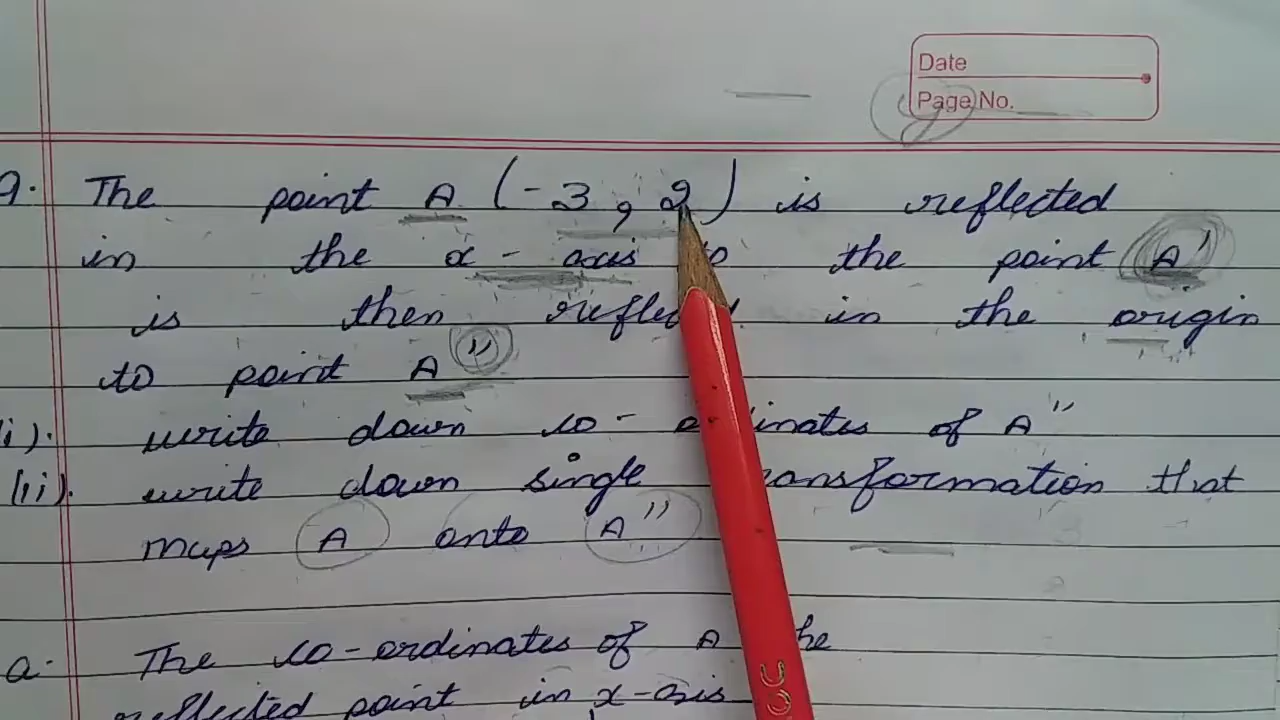 Date
Page No.
Q. The point A (-3, 2) is reflected
in the x - axis to the point A'
is then reflected in the origin
to point A"
(i). write down co-ordinates of A"
(ii). write down single transformation that
maps A onto A"
a. The co-ordinates of A the
reflected point in x-axis